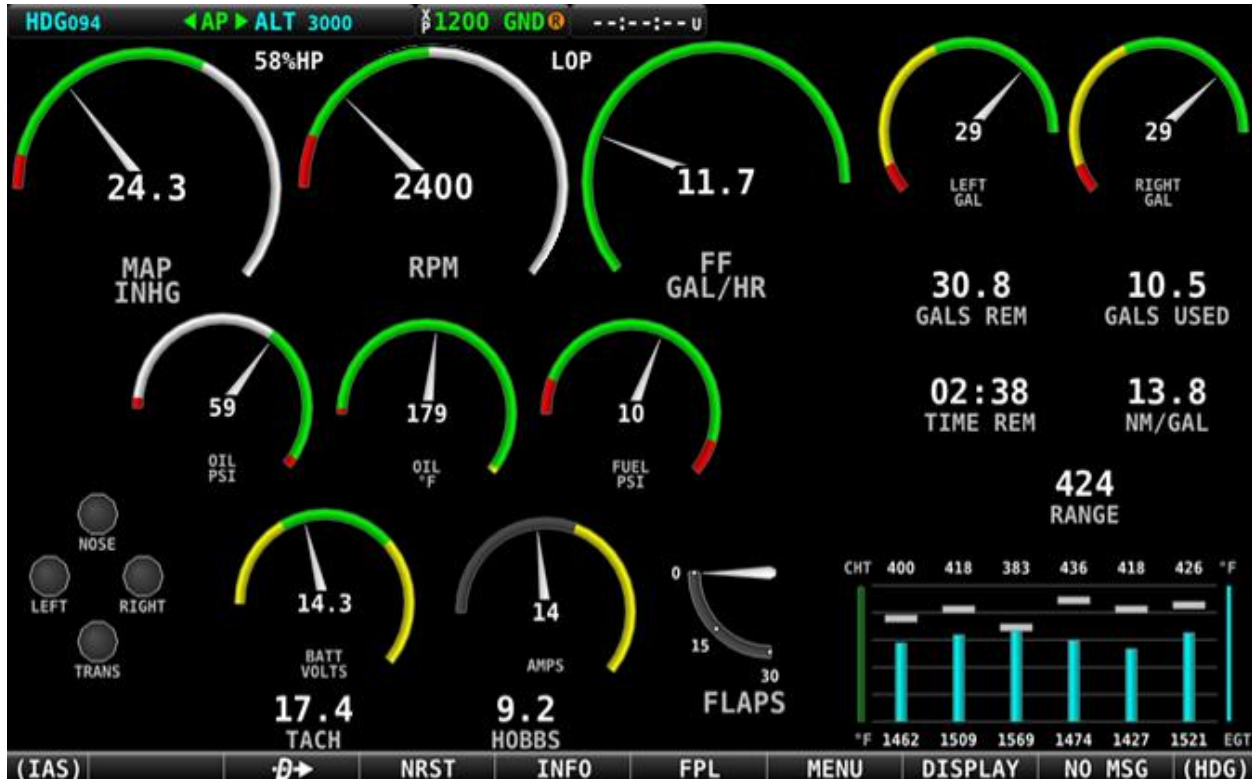 HDG094 ◀AP▶ ALT 3000 XP 1200 GND R --:--:-- U
58%HP LOP
24.3 2400 11.7 29 29
LEFT GAL RIGHT GAL
MAP INHG RPM FF GAL/HR
30.8 10.5
GALS REM GALS USED
59 179 10
02:38 13.8
TIME REM NM/GAL
OIL PSI OIL °F FUEL PSI
424
RANGE
NOSE
LEFT RIGHT
TRANS
14.3 14
BATT VOLTS AMPS
0
15
30
FLAPS
CHT 400 418 383 436 418 426 °F
°F 1462 1509 1569 1474 1427 1521 EGT
17.4 9.2
TACH HOBBS
(IAS) D NRST INFO FPL MENU DISPLAY NO MSG (HDG)